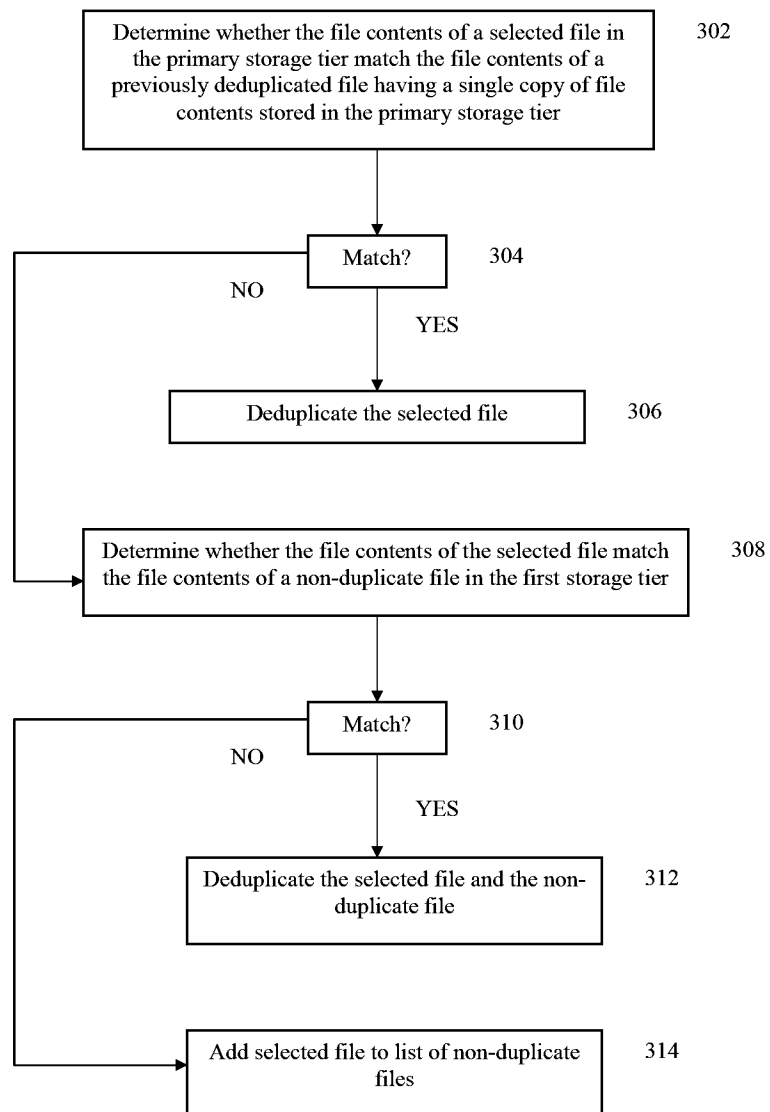 Determine whether the file contents of a selected file in
the primary storage tier match the file contents of a
previously deduplicated file having a single copy of file
contents stored in the primary storage tier
302
Match?
304
NO
YES
Deduplicate the selected file
306
Determine whether the file contents of the selected file match
the file contents of a non-duplicate file in the first storage tier
308
Match?
310
NO
YES
Deduplicate the selected file and the non-
duplicate file
312
Add selected file to list of non-duplicate
files
314